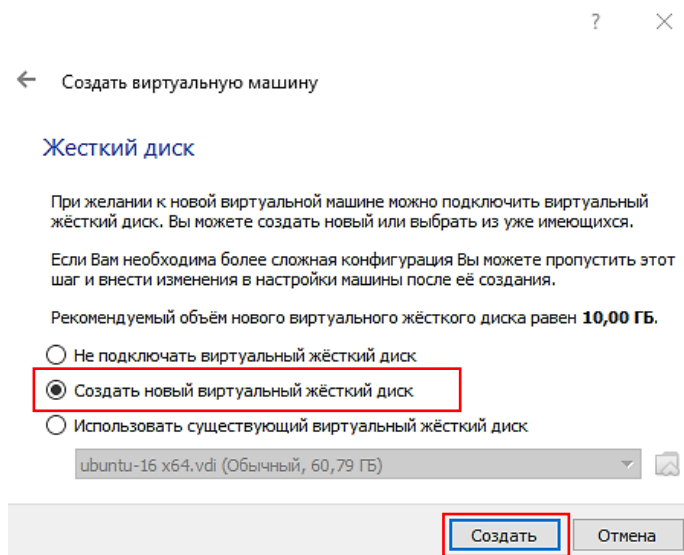 ?
Создать виртуальную машину
Жесткий диск
При желании к новой виртуальной машине можно подключить виртуальный
жёсткий диск. Вы можете создать новый или выбрать из уже имеющихся.
Если Вам необходима более сложная конфигурация Вы можете пропустить этот
шаг и внести изменения в настройки машины после её создания.
Рекомендуемый объём нового виртуального жёсткого диска равен 10,00 ГБ.
Не подключать виртуальный жёсткий диск
Создать новый виртуальный жёсткий диск
Использовать существующий виртуальный жёсткий диск
ubuntu-16 x64.vdi (Обычный, 60,79 ГБ)
Создать Отмена